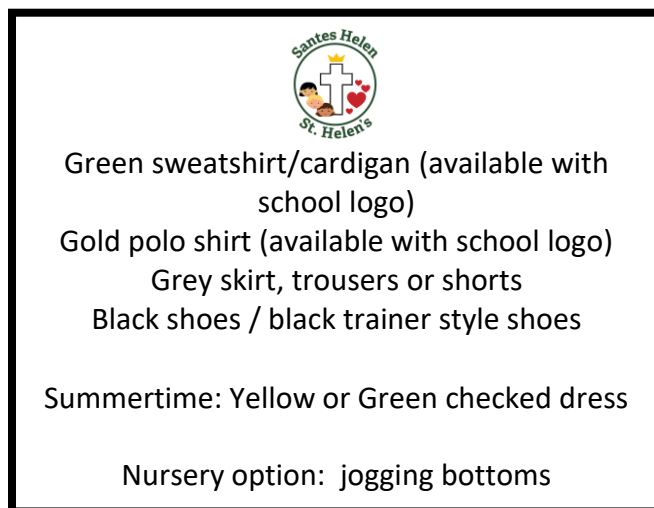 Santes Helen
St. Helen's
Green sweatshirt/cardigan (available with
school logo)
Gold polo shirt (available with school logo)
Grey skirt, trousers or shorts
Black shoes / black trainer style shoes
Summertime: Yellow or Green checked dress
Nursery option:  jogging bottoms